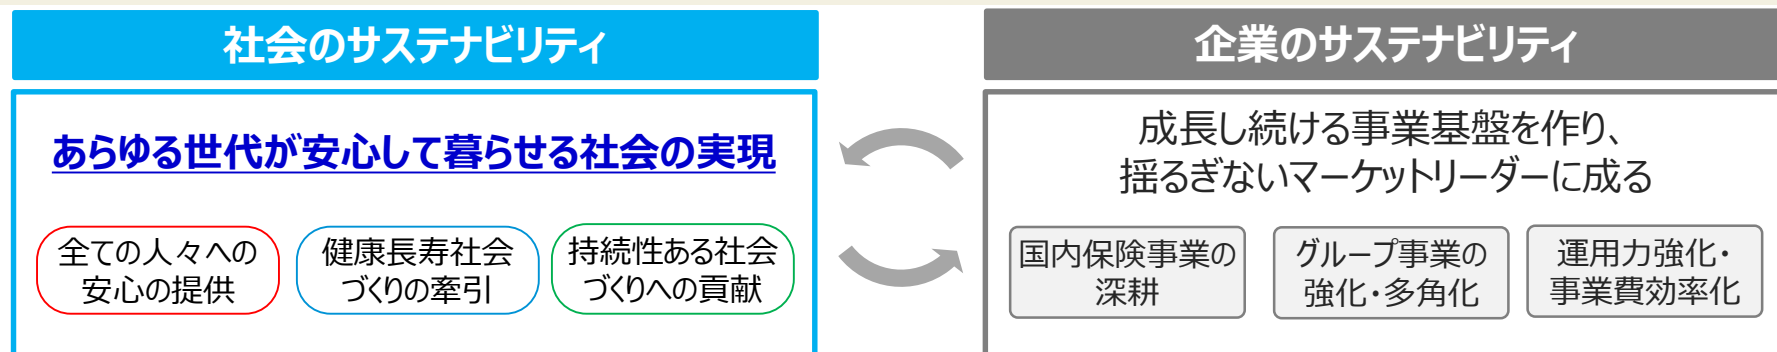 社会のサステナビリティ
あらゆる世代が安心して暮らせる社会の実現
全ての人々への
安心の提供
健康長寿社会
づくりの牽引
持続性ある社会
づくりへの貢献
企業のサステナビリティ
成長し続ける事業基盤を作り、
揺るぎないマーケットリーダーに成る
国内保険事業の
深耕
グループ事業の
強化・多角化
運用力強化・
事業費効率化